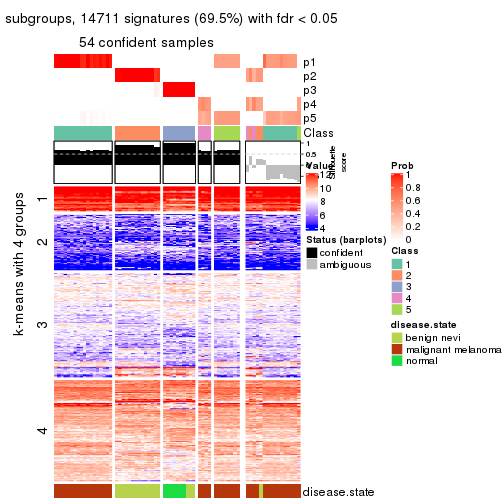 subgroups, 14711 signatures (69.5%) with fdr < 0.05
54 confident samples
p1
p2
p3
p4
p5
Class
1
0.5
0
Silhouette
score
k-means with 4 groups
1
2
3
4
Value
12
10
8
6
4
Status (barplots)
confident
ambiguous
Prob
1
0.8
0.6
0.4
0.2
0
Class
1
2
3
4
5
disease.state
benign nevi
malignant melanoma
normal
disease.state